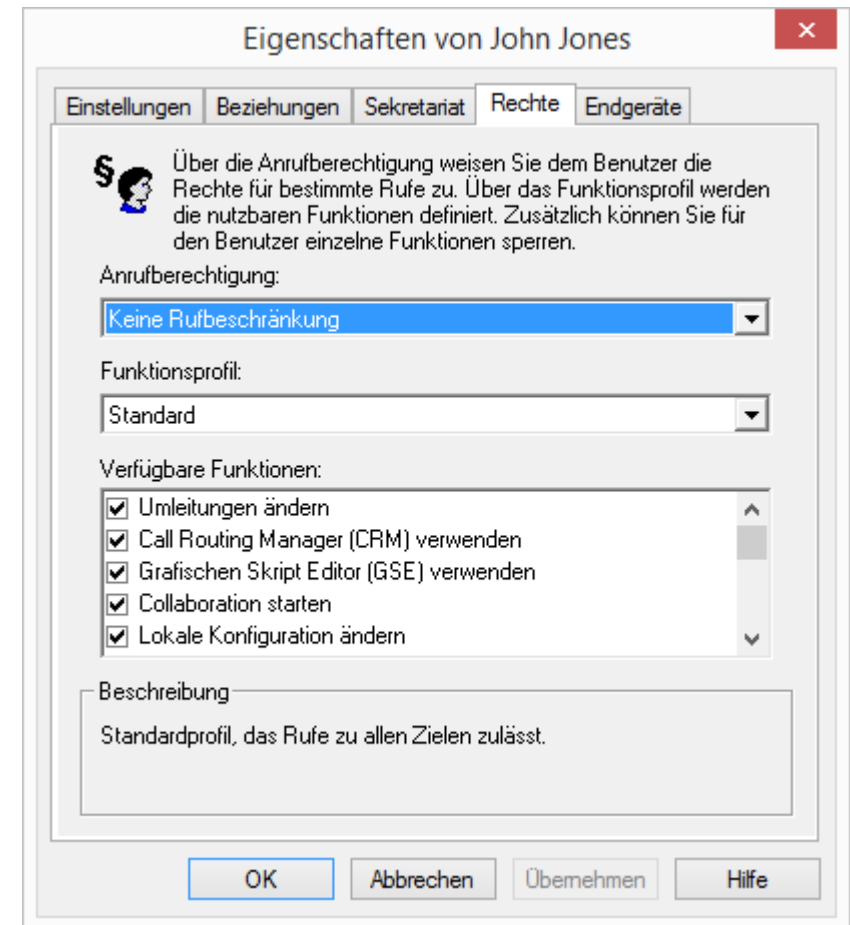 Eigenschaften von John Jones
Einstellungen Beziehungen Sekretariat Rechte Endgeräte
§ Über die Anrufberechtigung weisen Sie dem Benutzer die
Rechte für bestimmte Rufe zu. Über das Funktionsprofil werden
die nutzbaren Funktionen definiert. Zusätzlich können Sie für
den Benutzer einzelne Funktionen sperren.
Anrufberechtigung:
Keine Rufbeschränkung
Funktionsprofil:
Standard
Verfügbare Funktionen:
Umleitungen ändern
Call Routing Manager (CRM) verwenden
Grafischen Skript Editor (GSE) verwenden
Collaboration starten
Lokale Konfiguration ändern
Beschreibung
Standardprofil, das Rufe zu allen Zielen zulässt.
OK Abbrechen Übernehmen Hilfe